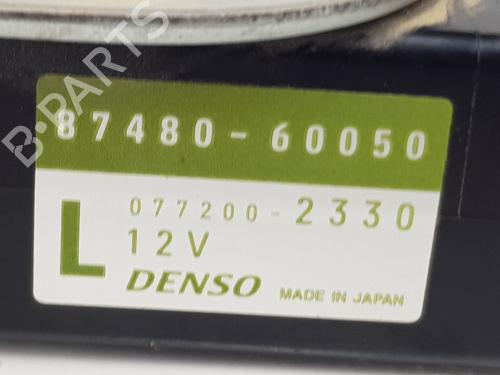 B-PARTS
87480-60050
L
077200-2330
12V
DENSO
MADE IN JAPAN